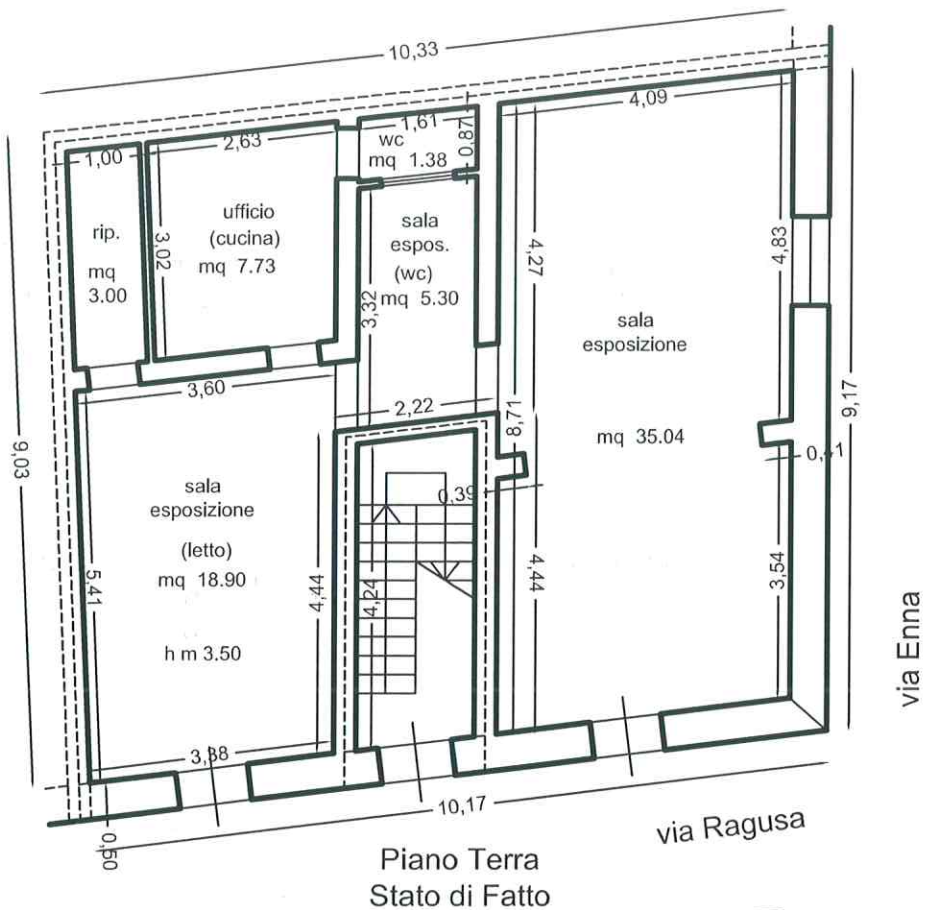 10,33
4,09
1,61
wc
mq 1.38
0,87
2,63
1,00
ufficio
(cucina)
mq 7.73
3,02
rip.
mq
3.00
sala
espos.
(wc)
mq 5.30
3,32
4,27
4,83
sala
esposizione
mq 35.04
3,60
2,22
8,71
9,17
0,41
9,03
0,39
sala
esposizione
(letto)
mq 18.90
h m 3.50
5,41
4,44
4,24
4,44
3,54
via Enna
3,38
10,17
0,50
via Ragusa
Piano Terra
Stato di Fatto